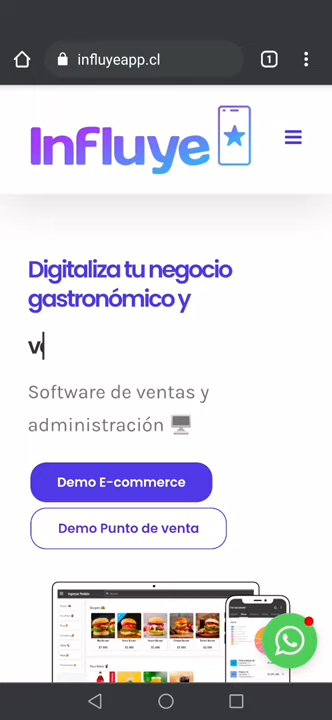 influyeapp.cl
1
Influye
Digitaliza tu negocio
gastronómico y
v
Software de ventas y
administración
Demo E-commerce
Demo Punto de venta